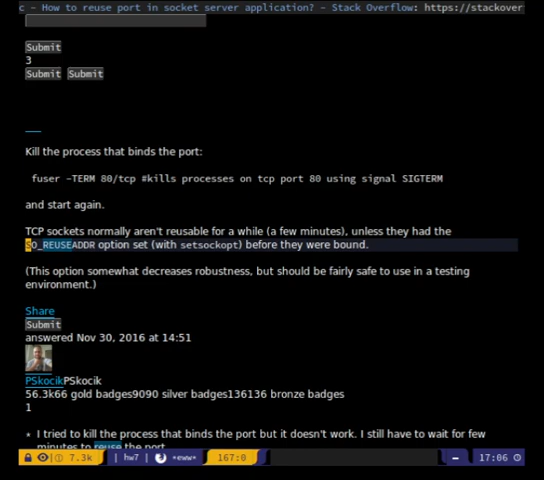 c - How to reuse port in socket server application? - Stack Overflow: https://stackover
Submit
3
Submit Submit
Kill the process that binds the port:
fuser -TERM 80/tcp #kills processes on tcp port 80 using signal SIGTERM
and start again.
TCP sockets normally aren't reusable for a while (a few minutes), unless they had the
SO_REUSEADDR option set (with setsockopt) before they were bound.
(This option somewhat decreases robustness, but should be fairly safe to use in a testing
environment.)
Share
Submit
answered Nov 30, 2016 at 14:51
PSkocikPSkocik
56.3k66 gold badges9090 silver badges136136 bronze badges
1
* I tried to kill the process that binds the port but it doesn't work. I still have to wait for few
minutes to reuse the port
7.3k | hw7 | *eww* 167:0 17:06